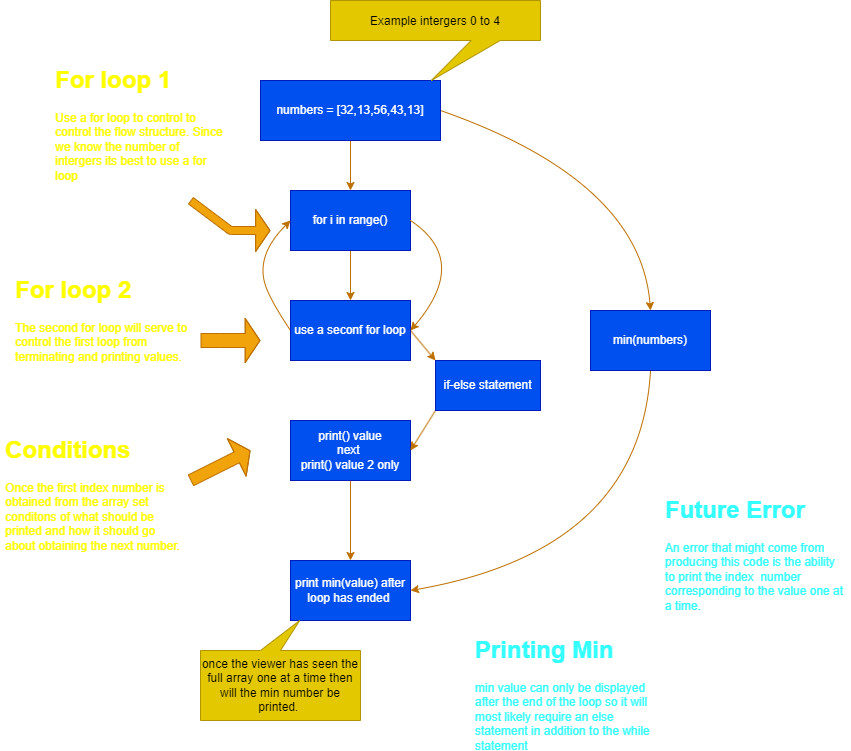 Example intergers 0 to 4
For loop 1
Use a for loop to control to
control the flow structure. Since
we know the number of
intergers its best to use a for
loop
numbers = [32,13,56,43,13]
for i in range()
For loop 2
The second for loop will serve to
control the first loop from
terminating and printing values.
use a seconf for loop
min(numbers)
if-else statement
Conditions
Once the first index number is
obtained from the array set
conditons of what should be
printed and how it should go
about obtaining the next number.
print() value
next
print() value 2 only
Future Error
An error that might come from
producing this code is the ability
to print the index number
corresponding to the value one at
a time.
print min(value) after
loop has ended
once the viewer has seen the
full array one at a time then
will the min number be
printed.
Printing Min
min value can only be displayed
after the end of the loop so it will
most likely require an else
statement in addition to the while
statement